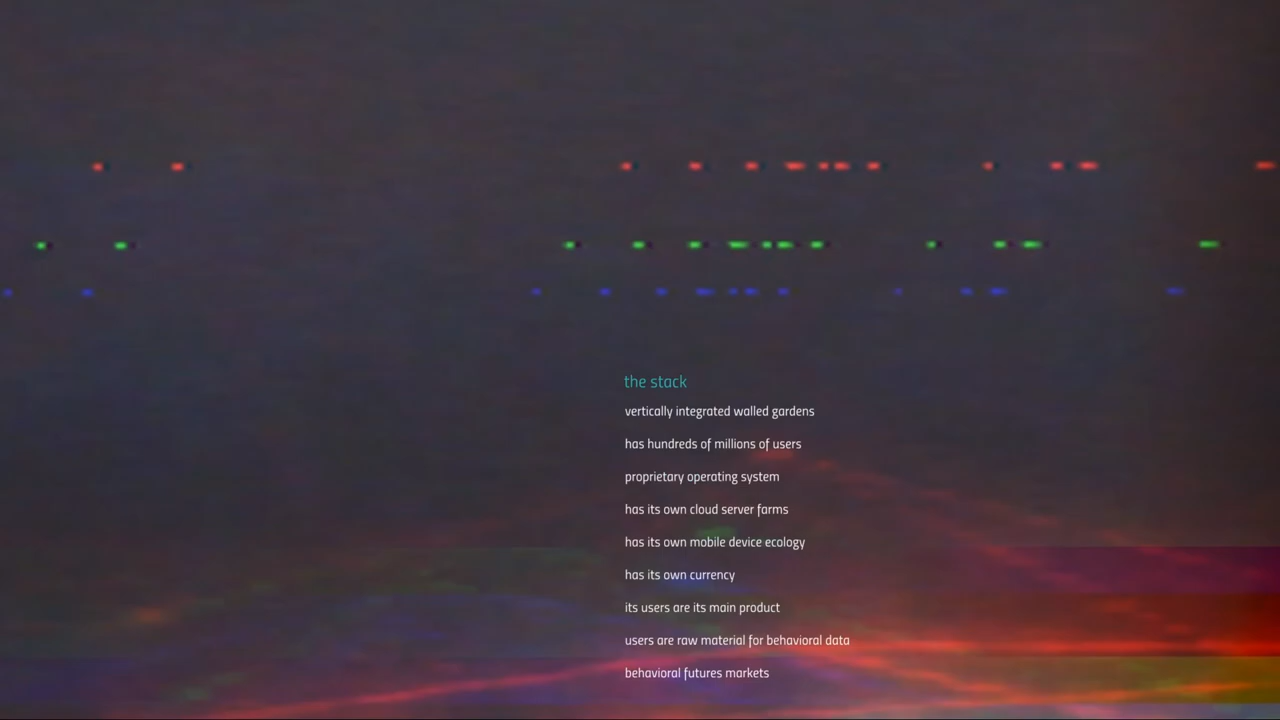 the stack
vertically integrated walled gardens
has hundreds of millions of users
proprietary operating system
has its own cloud server farms
has its own mobile device ecology
has its own currency
its users are its main product
users are raw material for behavioral data
behavioral futures markets